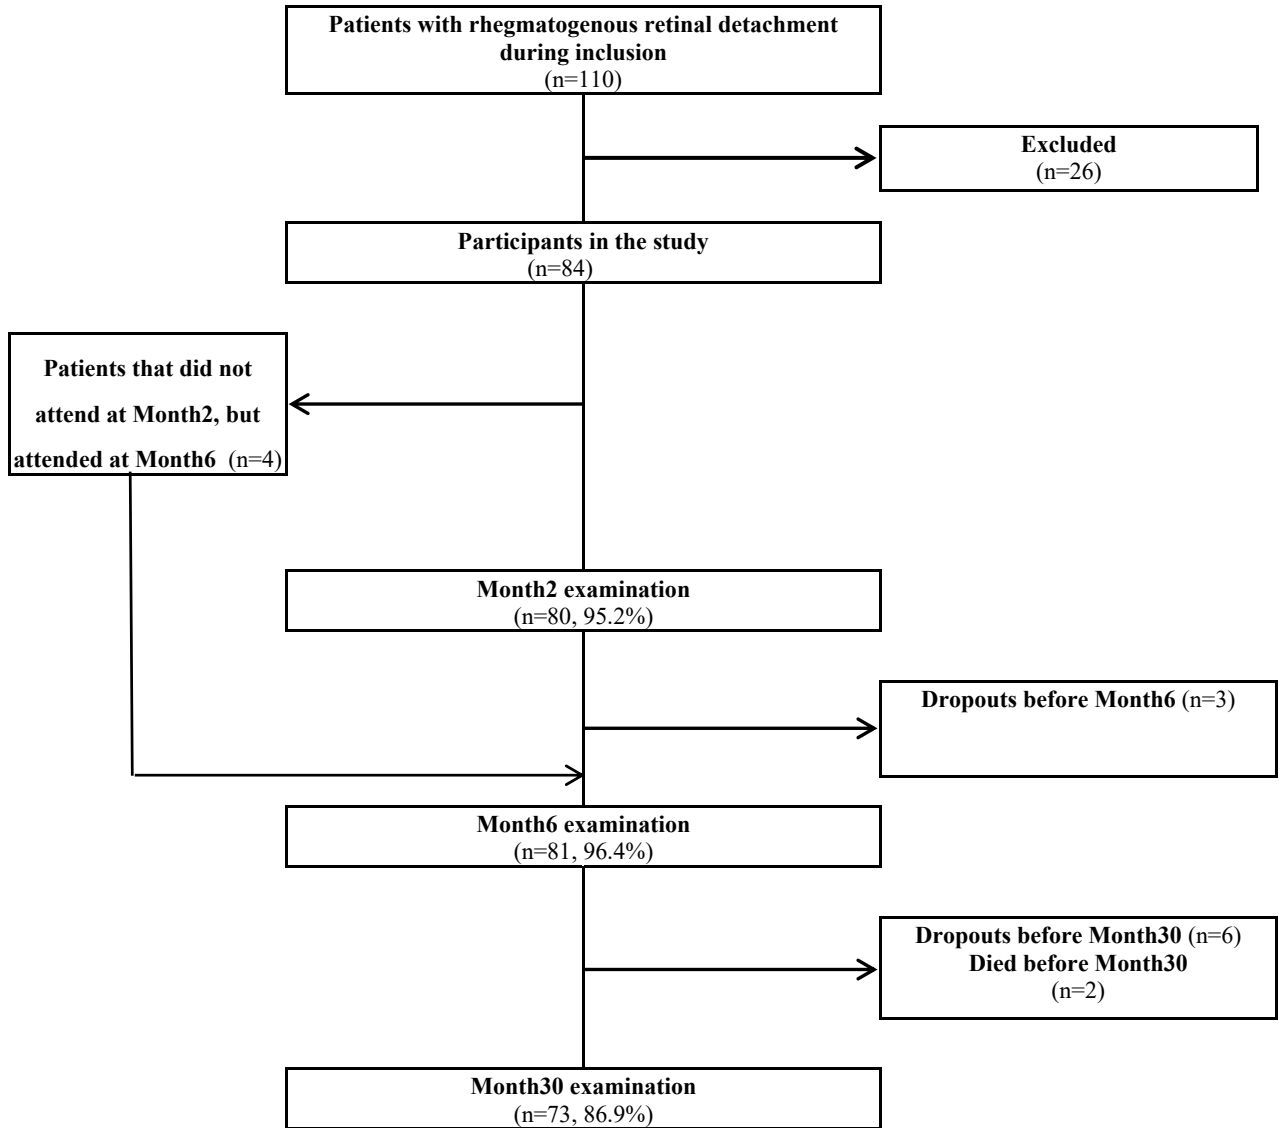 Patients with rhegmatogenous retinal detachment
during inclusion
(n=110)
Excluded
(n=26)
Participants in the study
(n=84)
Patients that did not
attend at Month2, but
attended at Month6 (n=4)
Month2 examination
(n=80, 95.2%)
Dropouts before Month6 (n=3)
Month6 examination
(n=81, 96.4%)
Dropouts before Month30 (n=6)
Died before Month30
(n=2)
Month30 examination
(n=73, 86.9%)